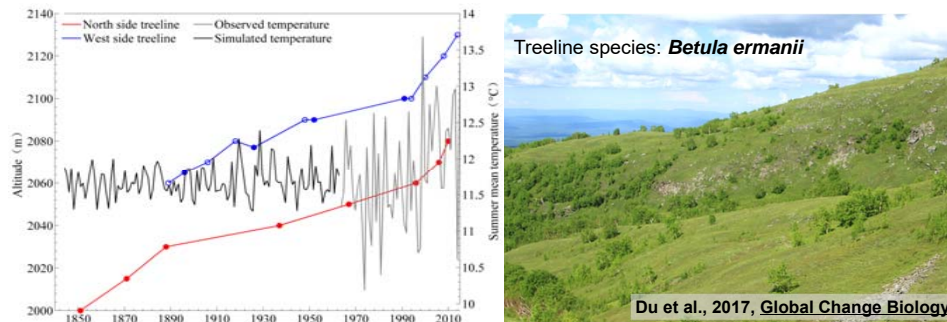 North side treeline
Observed temperature
West side treeline
Simulated temperature
Altitude (m)
2140
2120
2100
2080
2060
2040
2020
2000
1850 1870 1890 1910 1930 1950 1970 1990 2010
14
13.5
13
12.5
12
11.5
11
10.5
10
Summer mean temperature (°C)
Treeline species: Betula ermanii
Du et al., 2017, Global Change Biology